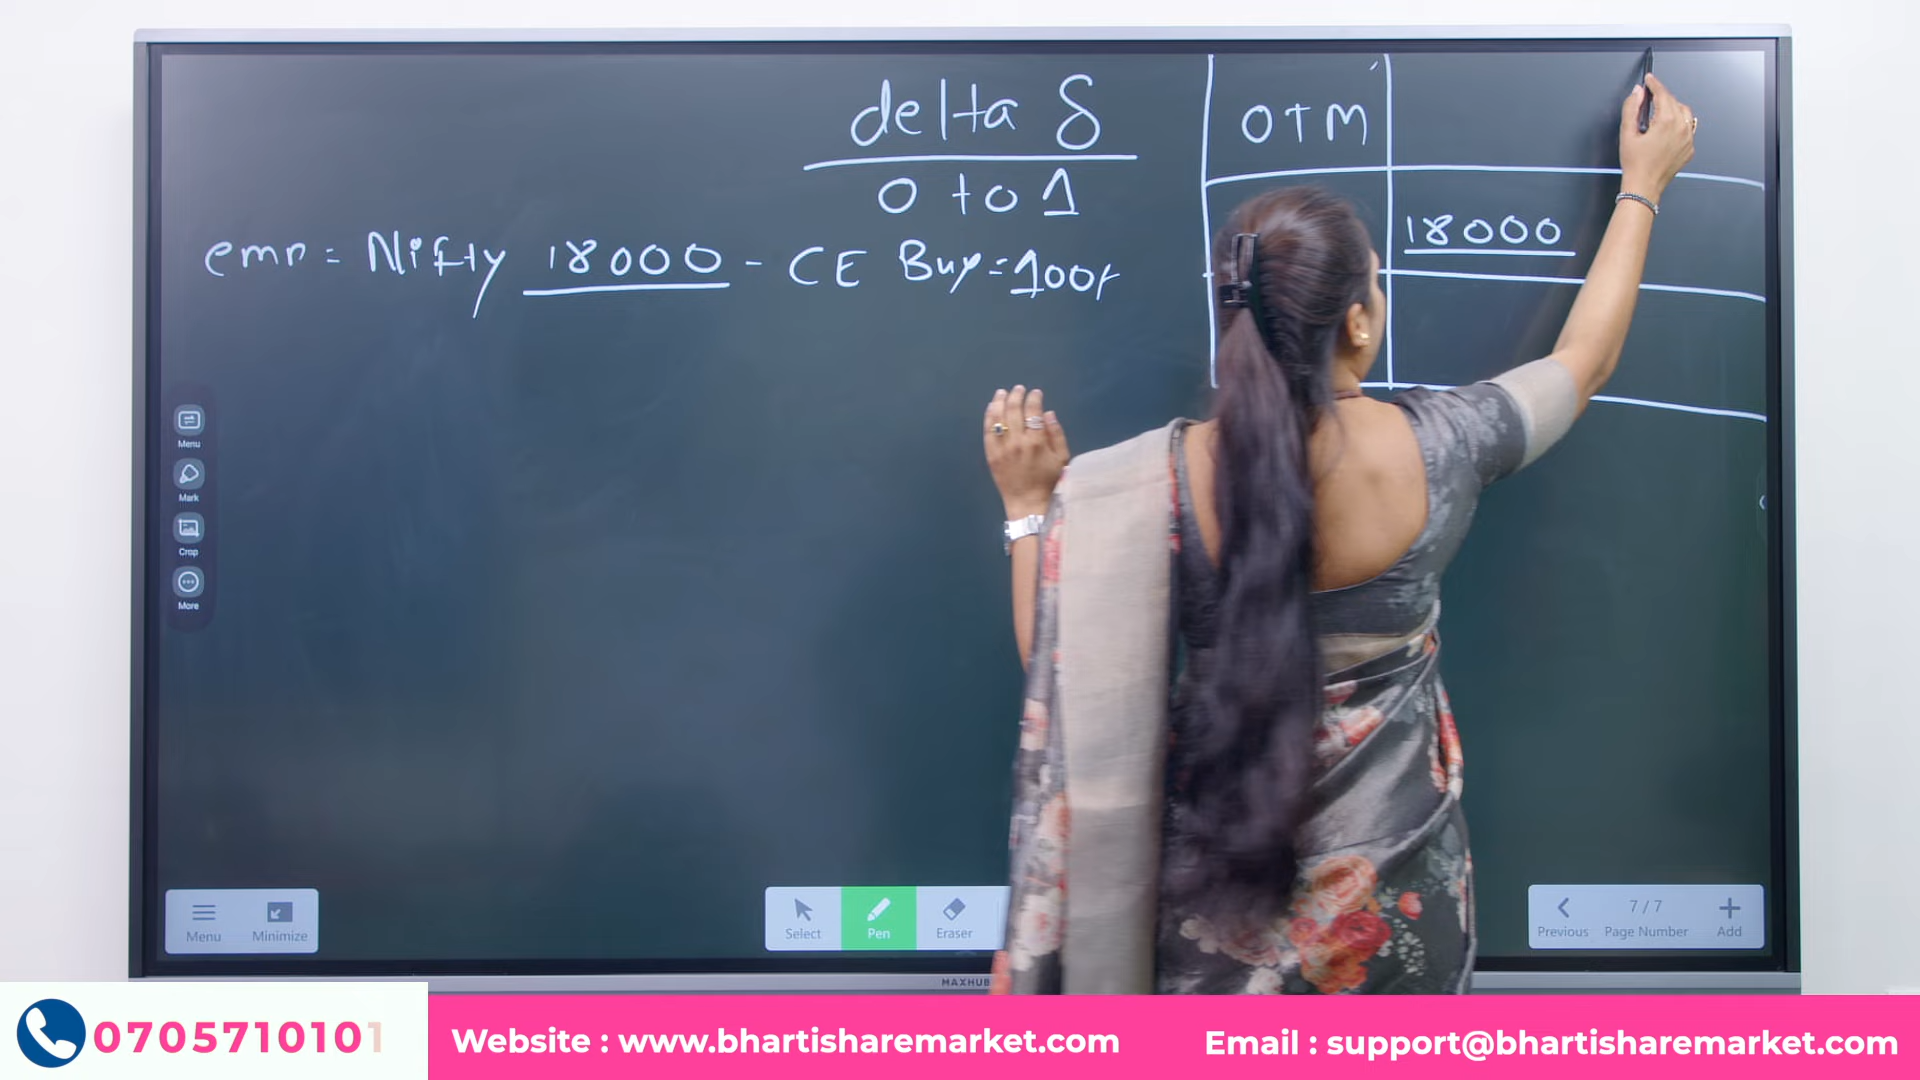 delta δ
0 to 1
OTM
18000
emp = Nifty 18000 - CE Buy = 100₹
Menu
Mark
Crop
More
Menu
Minimize
Select
Pen
Eraser
Previous
7 / 7
Page Number
Add
MAXHUB
0705710101
Website : www.bhartisharemarket.com
Email : support@bhartisharemarket.com